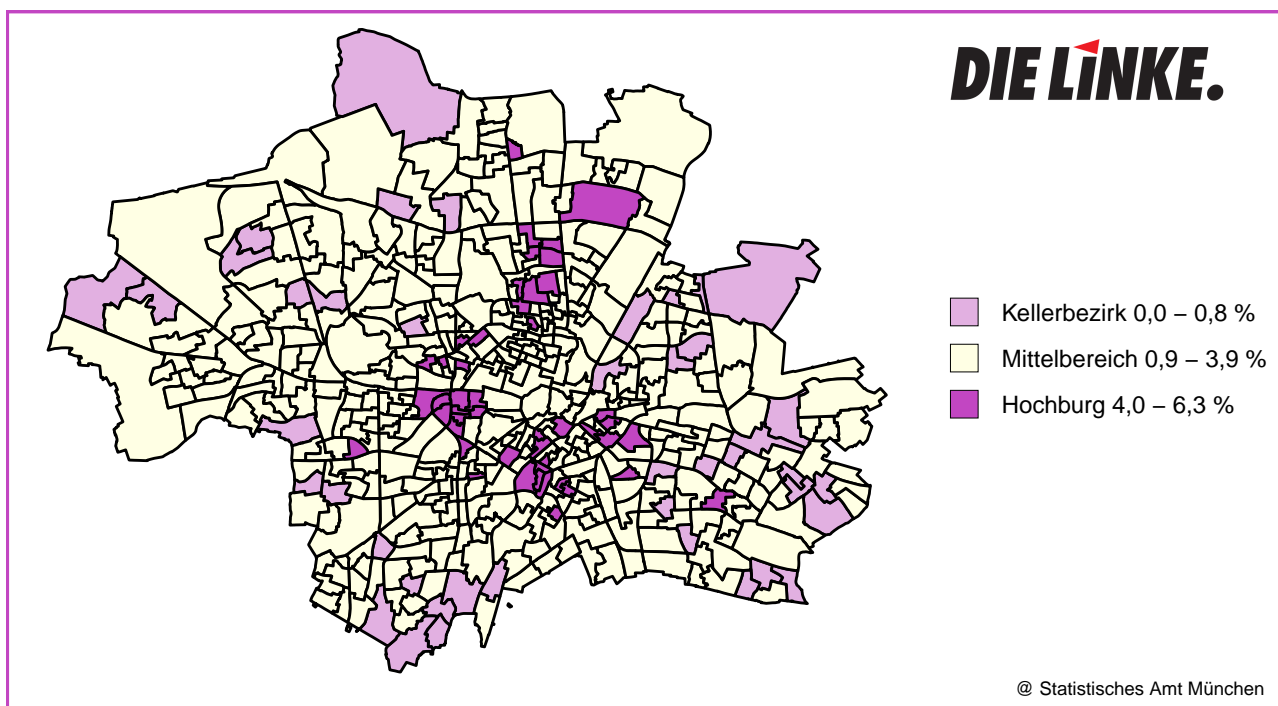 DIE LINKE.
Kellerbezirk 0,0 – 0,8 %
Mittelbereich 0,9 – 3,9 %
Hochburg 4,0 – 6,3 %
@ Statistisches Amt München